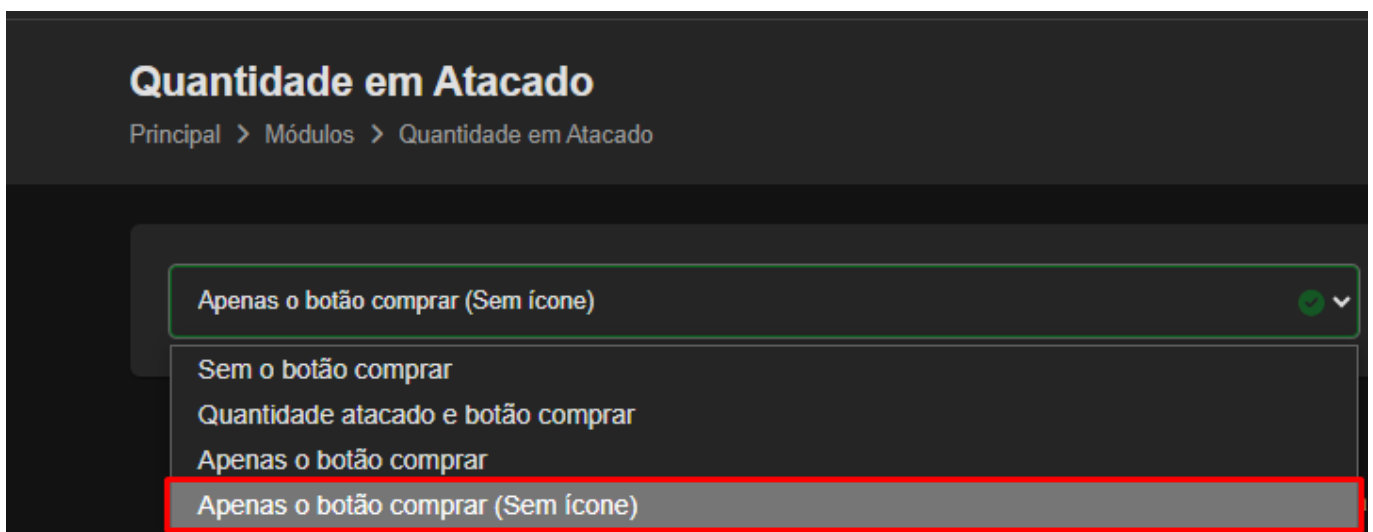 Quantidade em Atacado
Principal > Módulos > Quantidade em Atacado
Apenas o botão comprar (Sem ícone)
Sem o botão comprar
Quantidade atacado e botão comprar
Apenas o botão comprar
Apenas o botão comprar (Sem ícone)